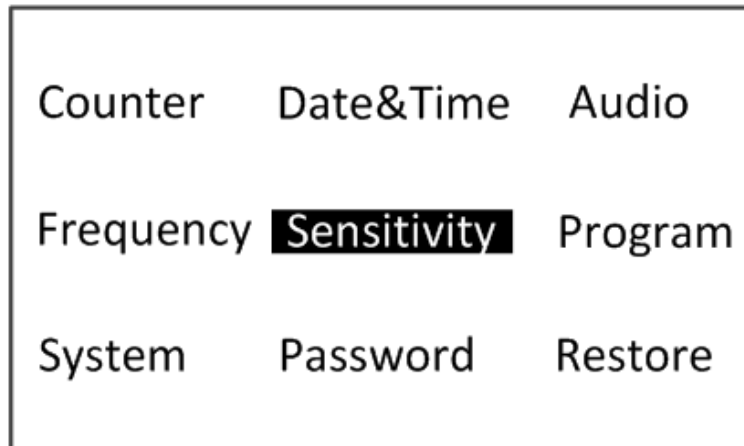 Counter Date&Time Audio
Frequency Sensitivity Program
System Password Restore